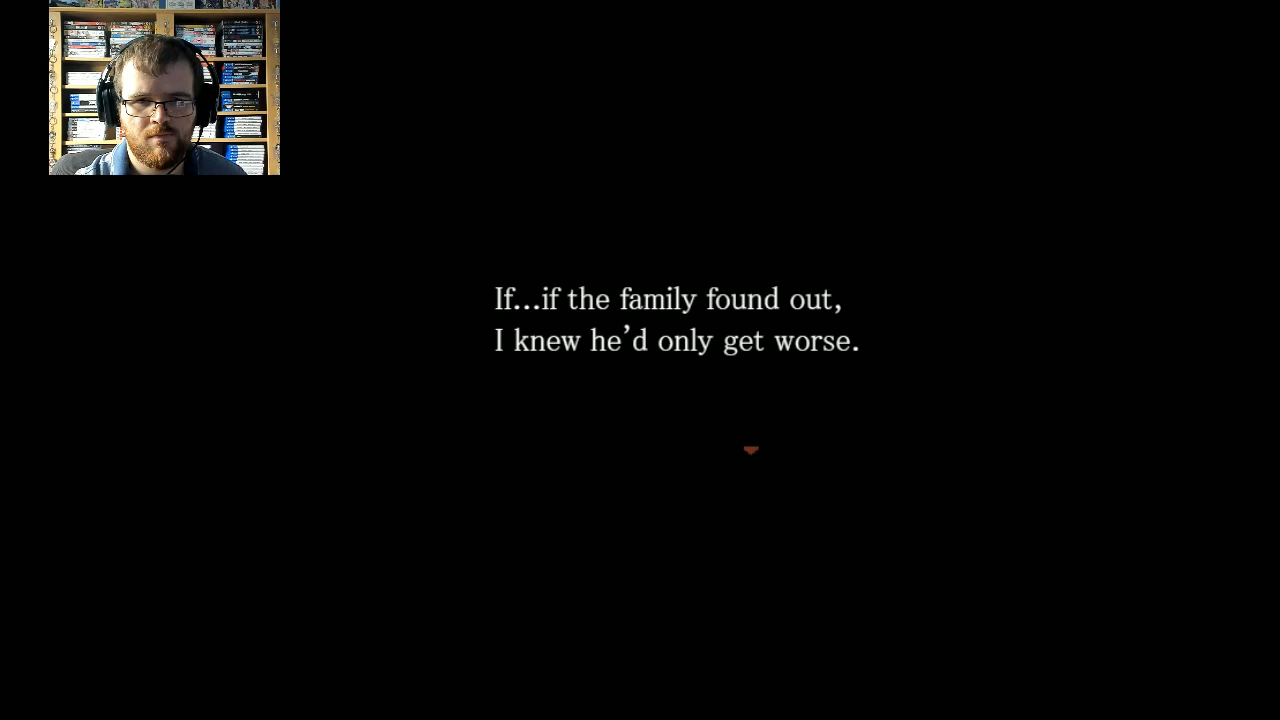 If...if the family found out,
I knew he’d only get worse.